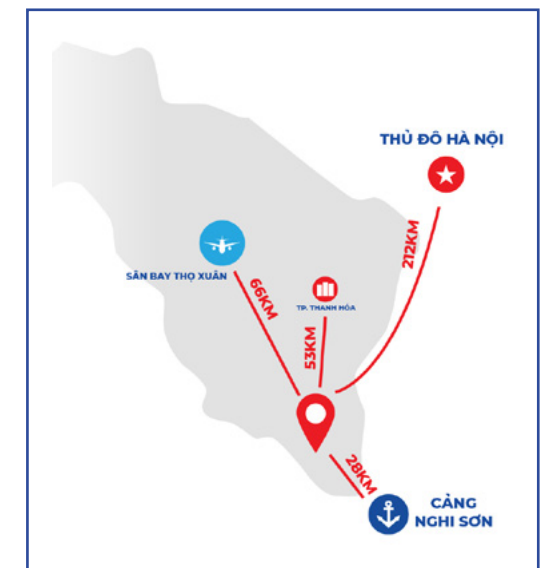 THỦ ĐÔ HÀ NỘI
212KM
SÂN BAY THỌ XUÂN
66KM
TP. THANH HÓA
53KM
28KM
CẢNG
NGHI SƠN